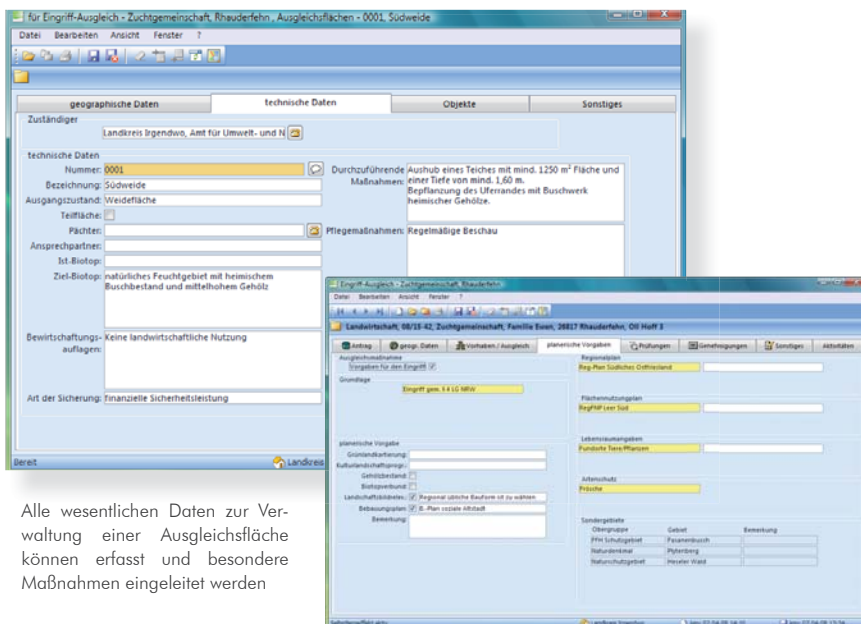 für Eingriff-Ausgleich - Zuchtgemeinschaft, Rhauderfehn , Ausgleichsflächen - 0001, Südweide
Datei Bearbeiten Ansicht Fenster ?
geographische Daten technische Daten Objekte Sonstiges
Zuständiger
Landkreis Irgendwo, Amt für Umwelt- und N
technische Daten
Nummer: 0001
Bezeichnung: Südweide
Ausgangszustand: Weidefläche
Teilfläche:
Pächter:
Ansprechpartner:
Ist-Biotop:
Ziel-Biotop: natürliches Feuchtgebiet mit heimischem
Buschbestand und mittelhohem Gehölz
Bewirtschaftungs-
auflagen:
Keine landwirtschaftliche Nutzung
Art der Sicherung: finanzielle Sicherheitsleistung
Durchzuführende
Maßnahmen:
Aushub eines Teiches mit mind. 1250 m² Fläche und
einer Tiefe von mind. 1,60 m.
Bepflanzung des Uferrandes mit Buschwerk
heimischer Gehölze.
Pflegemaßnahmen: Regelmäßige Beschau
Bereit Landkreis
Eingriff-Ausgleich - Zuchtgemeinschaft, Rhauderfehn
Datei Bearbeiten Ansicht Fenster ?
Landwirtschaft, 08/15-42, Zuchtgemeinschaft, Familie Ewen, 26817 Rhauderfehn, Oll Hoff 3
Antrag geogr. Daten Vorhaben / Ausgleich planerische Vorgaben Prüfungen Genehmigungen Sonstiges Aktivitäten
Ausgleichsmaßnahme
Vorgaben für den Eingriff
Grundlage
Eingriff gem. § 4 LG NRW
planerische Vorgabe
Grünlandkartierung:
Kulturlandschaftsprogr.:
Gehölzbestand:
Biotopverbund:
Landschaftsbildrelev.: Regional übliche Bauform ist zu wählen
Bebauungsplan: B.-Plan soziale Altstadt
Bemerkung:
Regionalplan
Reg-Plan Südliches Ostfriesland
Flächennutzungsplan
RegFNP Leer Süd
Lebensraumangaben
Fundorte Tiere/Pflanzen
Artenschutz
Frösche
Sondergebiete
Obergruppe Gebiet Bemerkung
FFH Schutzgebiet Fasanenbusch
Naturdenkmal Plytenberg
Naturschutzgebiet Heseler Wald
Landkreis Irgendwo
Alle wesentlichen Daten zur Ver-
waltung einer Ausgleichsfläche
können erfasst und besondere
Maßnahmen eingeleitet werden